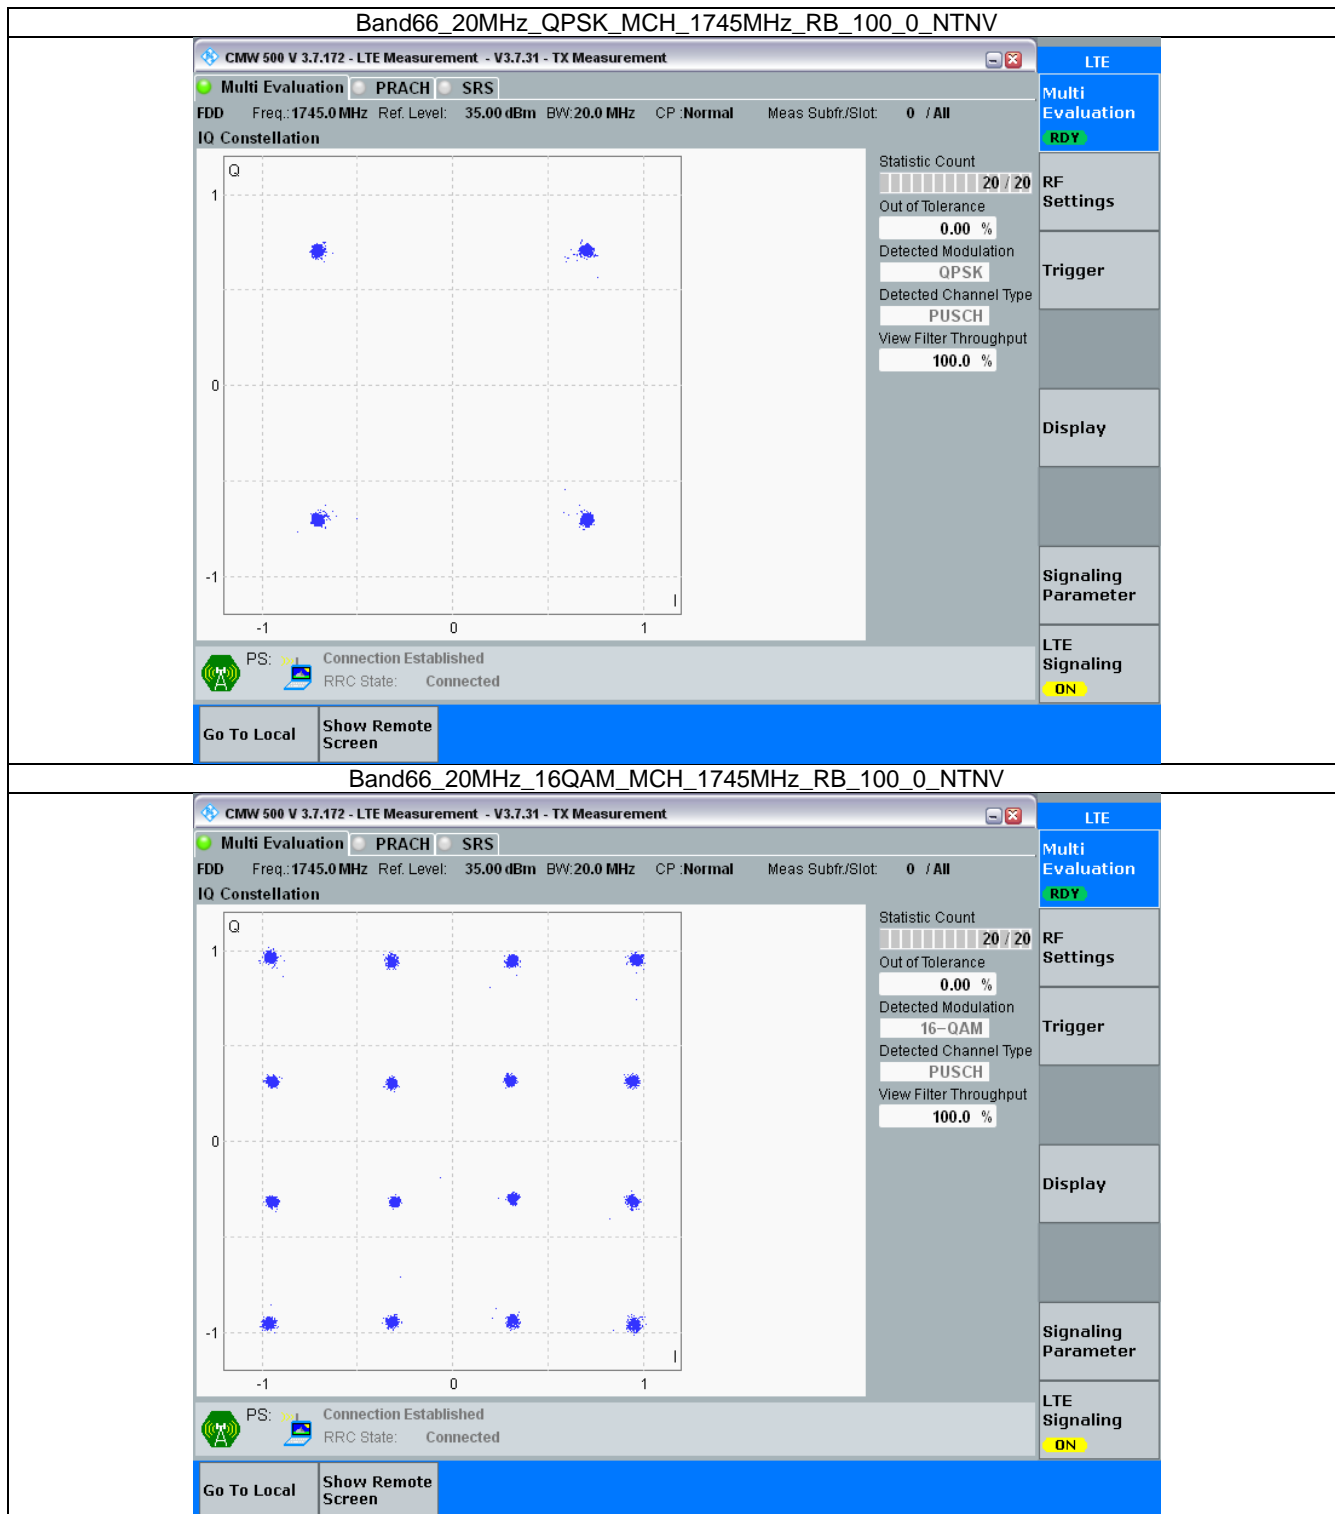 Band66_20MHz_QPSK_MCH_1745MHz_RB_100_0_NTNV
CMW 500 V 3.7.172 - LTE Measurement - V3.7.31 - TX Measurement
LTE
Multi Evaluation PRACH SRS
Multi
Evaluation
RDY
FDD Freq.:1745.0 MHz Ref. Level: 35.00 dBm BW:20.0 MHz CP :Normal Meas Subfr./Slot: 0 / All
IQ Constellation
Q
1
0
-1
-1 0 1
I
Statistic Count
20 / 20
Out of Tolerance
0.00 %
Detected Modulation
QPSK
Detected Channel Type
PUSCH
View Filter Throughput
100.0 %
RF
Settings
Trigger
Display
Signaling
Parameter
LTE
Signaling
ON
PS: Connection Established
RRC State: Connected
Go To Local Show Remote
Screen
Band66_20MHz_16QAM_MCH_1745MHz_RB_100_0_NTNV
CMW 500 V 3.7.172 - LTE Measurement - V3.7.31 - TX Measurement
LTE
Multi Evaluation PRACH SRS
Multi
Evaluation
RDY
FDD Freq.:1745.0 MHz Ref. Level: 35.00 dBm BW:20.0 MHz CP :Normal Meas Subfr./Slot: 0 / All
IQ Constellation
Q
1
0
-1
-1 0 1
I
Statistic Count
20 / 20
Out of Tolerance
0.00 %
Detected Modulation
16-QAM
Detected Channel Type
PUSCH
View Filter Throughput
100.0 %
RF
Settings
Trigger
Display
Signaling
Parameter
LTE
Signaling
ON
PS: Connection Established
RRC State: Connected
Go To Local Show Remote
Screen